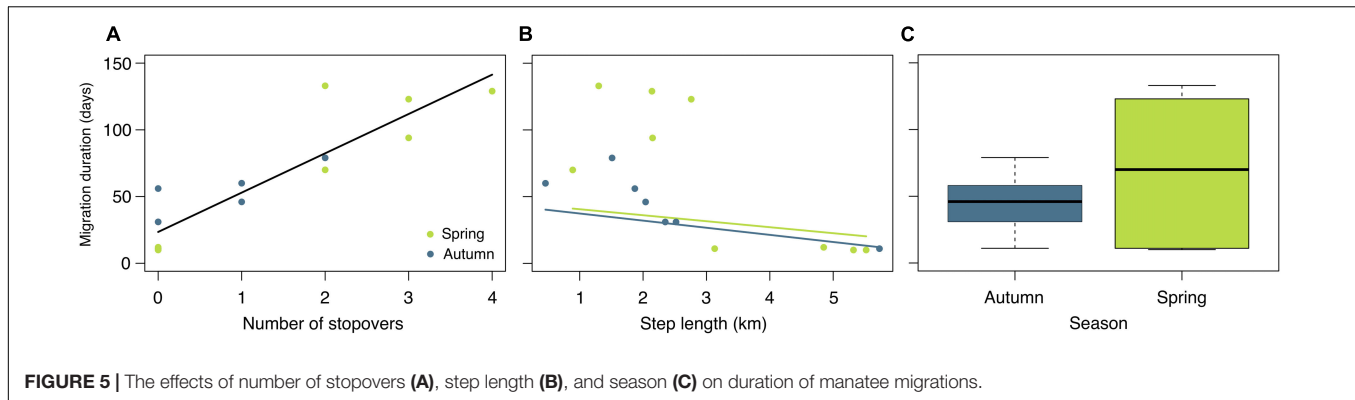 A
B
C
Migration duration (days)
150
100
50
0
Spring
Autumn
0 1 2 3 4
Number of stopovers
1 2 3 4 5
Step length (km)
Autumn Spring
Season
FIGURE 5 | The effects of number of stopovers (A), step length (B), and season (C) on duration of manatee migrations.